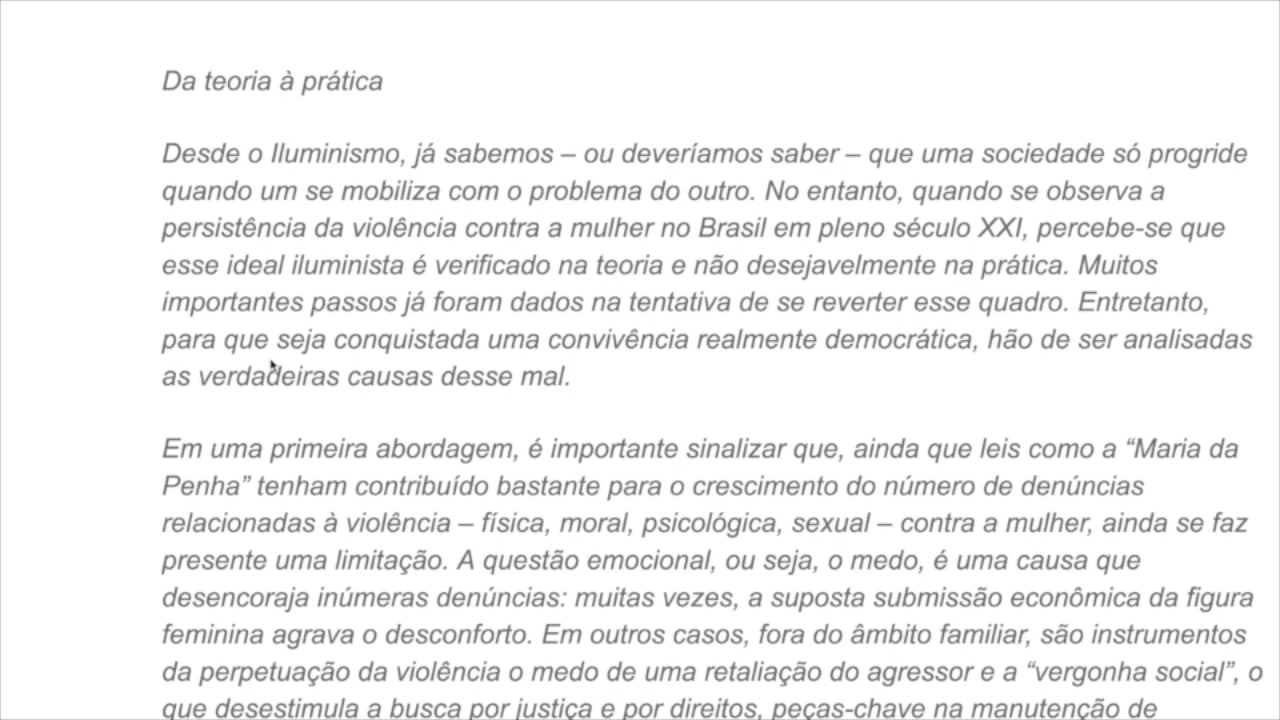 Da teoria à prática
Desde o Iluminismo, já sabemos – ou deveríamos saber – que uma sociedade só progride
quando um se mobiliza com o problema do outro. No entanto, quando se observa a
persistência da violência contra a mulher no Brasil em pleno século XXI, percebe-se que
esse ideal iluminista é verificado na teoria e não desejavelmente na prática. Muitos
importantes passos já foram dados na tentativa de se reverter esse quadro. Entretanto,
para que seja conquistada uma convivência realmente democrática, hão de ser analisadas
as verdadeiras causas desse mal.
Em uma primeira abordagem, é importante sinalizar que, ainda que leis como a “Maria da
Penha” tenham contribuído bastante para o crescimento do número de denúncias
relacionadas à violência – física, moral, psicológica, sexual – contra a mulher, ainda se faz
presente uma limitação. A questão emocional, ou seja, o medo, é uma causa que
desencoraja inúmeras denúncias: muitas vezes, a suposta submissão econômica da figura
feminina agrava o desconforto. Em outros casos, fora do âmbito familiar, são instrumentos
da perpetuação da violência o medo de uma retaliação do agressor e a “vergonha social”, o
que desestimula a busca por justiça e por direitos, peças-chave na manutenção de